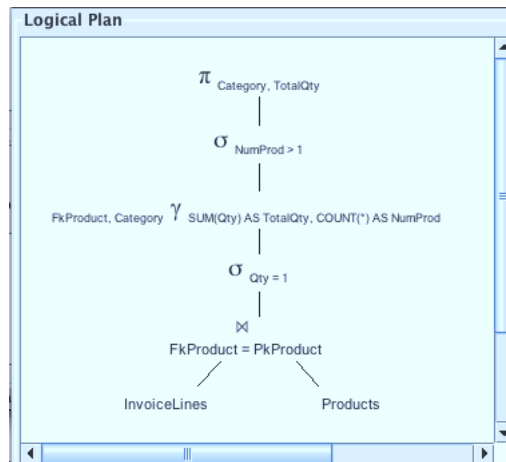 Logical Plan
π Category, TotalQty
σ NumProd > 1
FkProduct, Category γ SUM(Qty) AS TotalQty, COUNT(*) AS NumProd
σ Qty = 1
⋈
FkProduct = PkProduct
InvoiceLines Products